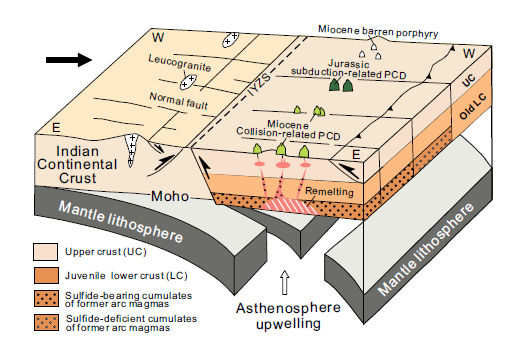 Miocene barren porphyry
W
W
Leucogranite
Jurassic
subduction-related PCD
IYZS
UC
Normal fault
Old LC
Miocene
Collision-related PCD
E
E
Indian
Continental
Crust
Moho
Remelting
Mantle lithosphere
Mantle lithosphere
Upper crust (UC)
Juvenile lower crust (LC)
Sulfide-bearing cumulates
of former arc magmas
Sulfide-deficient cumulates
of former arc magmas
Asthenosphere
upwelling